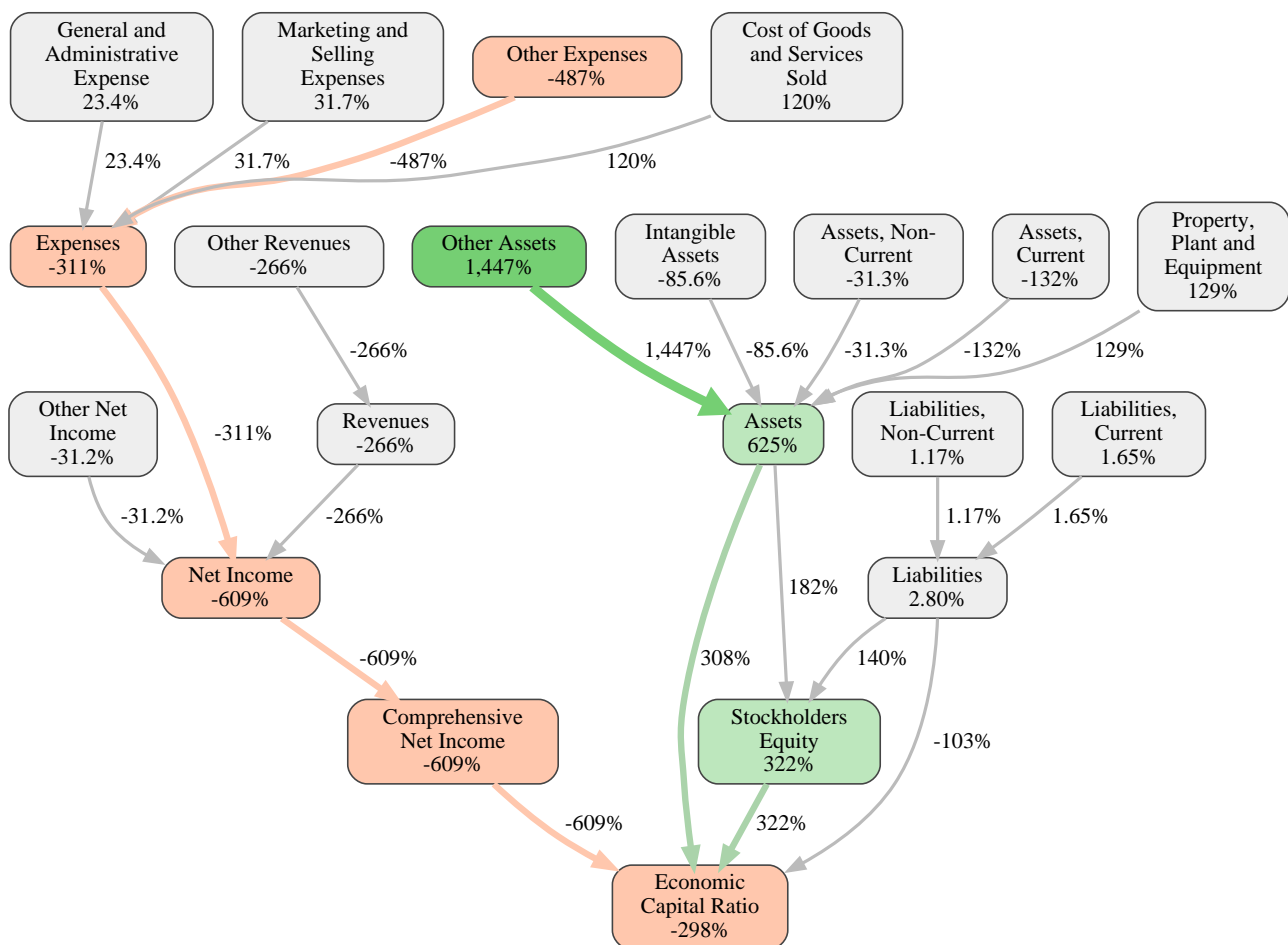 General and
Administrative
Expense
23.4%
Marketing and
Selling
Expenses
31.7%
Other Expenses
-487%
Cost of Goods
and Services
Sold
120%
23.4%
31.7%
-487%
120%
Expenses
-311%
Other Revenues
-266%
Other Assets
1,447%
Intangible
Assets
-85.6%
Assets, Non-
Current
-31.3%
Assets,
Current
-132%
Property,
Plant and
Equipment
129%
-266%
1,447%
-85.6%
-31.3%
-132%
129%
Other Net
Income
-31.2%
-311%
Revenues
-266%
Assets
625%
Liabilities,
Non-Current
1.17%
Liabilities,
Current
1.65%
-31.2%
-266%
1.17%
1.65%
Net Income
-609%
182%
Liabilities
2.80%
-609%
308%
140%
Comprehensive
Net Income
-609%
Stockholders
Equity
322%
-103%
-609%
322%
Economic
Capital Ratio
-298%